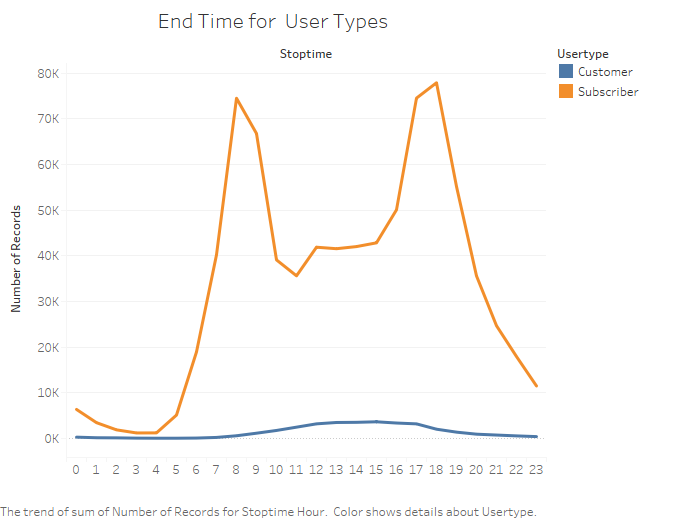 End Time for  User Types
Stoptime
Usertype
Customer
Subscriber
Number of Records
80K
70K
60K
50K
40K
30K
20K
10K
0K
0 1 2 3 4 5 6 7 8 9 10 11 12 13 14 15 16 17 18 19 20 21 22 23
The trend of sum of Number of Records for Stoptime Hour.  Color shows details about Usertype.